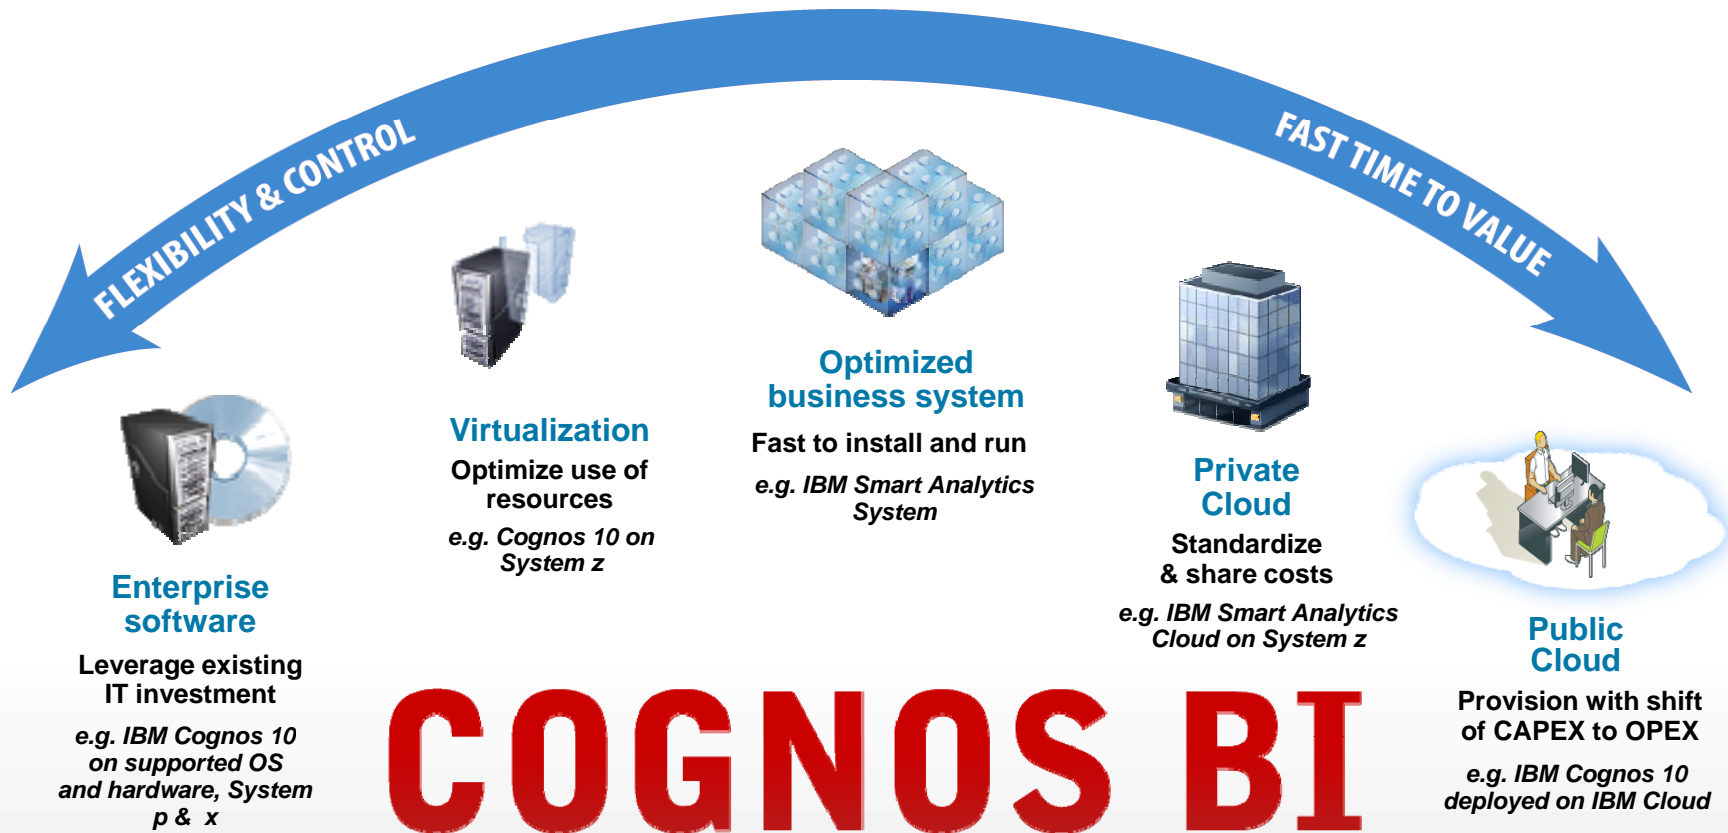 FLEXIBILITY & CONTROL
FAST TIME TO VALUE
Enterprise
software
Leverage existing
IT investment
e.g. IBM Cognos 10
on supported OS
and hardware, System
p & x
Virtualization
Optimize use of
resources
e.g. Cognos 10 on
System z
Optimized
business system
Fast to install and run
e.g. IBM Smart Analytics
System
Private
Cloud
Standardize
& share costs
e.g. IBM Smart Analytics
Cloud on System z
Public
Cloud
Provision with shift
of CAPEX to OPEX
e.g. IBM Cognos 10
deployed on IBM Cloud
COGNOS BI